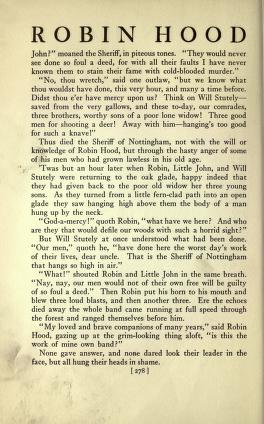 ROBIN HOOD
John?" moaned the Sheriff, in piteous tones. "They would never
see done so foul a deed, for with all their faults I have never
known them to stain their fame with cold-blooded murder."
"No, thou wretch," said one outlaw, "but we know what
thou wouldst have done, this very hour, and many a time before.
Didst thou e'er have mercy upon us? Think on Will Stutely—
saved from the very gallows, and these to-day, our comrades,
three brothers, worthy sons of a poor lone widow! Three good
men for shooting a deer! Away with him—hanging's too good
for such a knave!"
Thus died the Sheriff of Nottingham, not with the will or
knowledge of Robin Hood, but through the hasty anger of some
of his men who had grown lawless in his old age.
'Twas but an hour later when Robin, Little John, and Will
Stutely were returning to the oak glade, happy indeed that
they had given back to the poor old widow her three young
sons. As they turned from a little fern-clad path into an open
glade they saw hanging high above them the body of a man
hung up by the neck.
"God-a-mercy!" quoth Robin, "what have we here? And who
are they that would defile our woods with such a horrid sight?"
But Will Stutely at once understood what had been done.
"Our men," quoth he, "have done here the worst day's work
of their lives, dear uncle. That is the Sheriff of Nottingham
that hangs so high in air."
"What!" shouted Robin and Little John in the same breath.
"Nay, nay, our men would not of their own free will be guilty
of so foul a deed." Then Robin put his horn to his mouth and
blew three loud blasts, and then another three. Ere the echoes
died away the whole band came running at full speed through
the forest and ranged themselves before him.
"My loved and brave companions of many years," said Robin
Hood, gazing up at the grim-looking thing aloft, "is this the
work of mine own band?"
None gave answer, and none dared look their leader in the
face, but all hung their heads in shame.
[ 278 ]